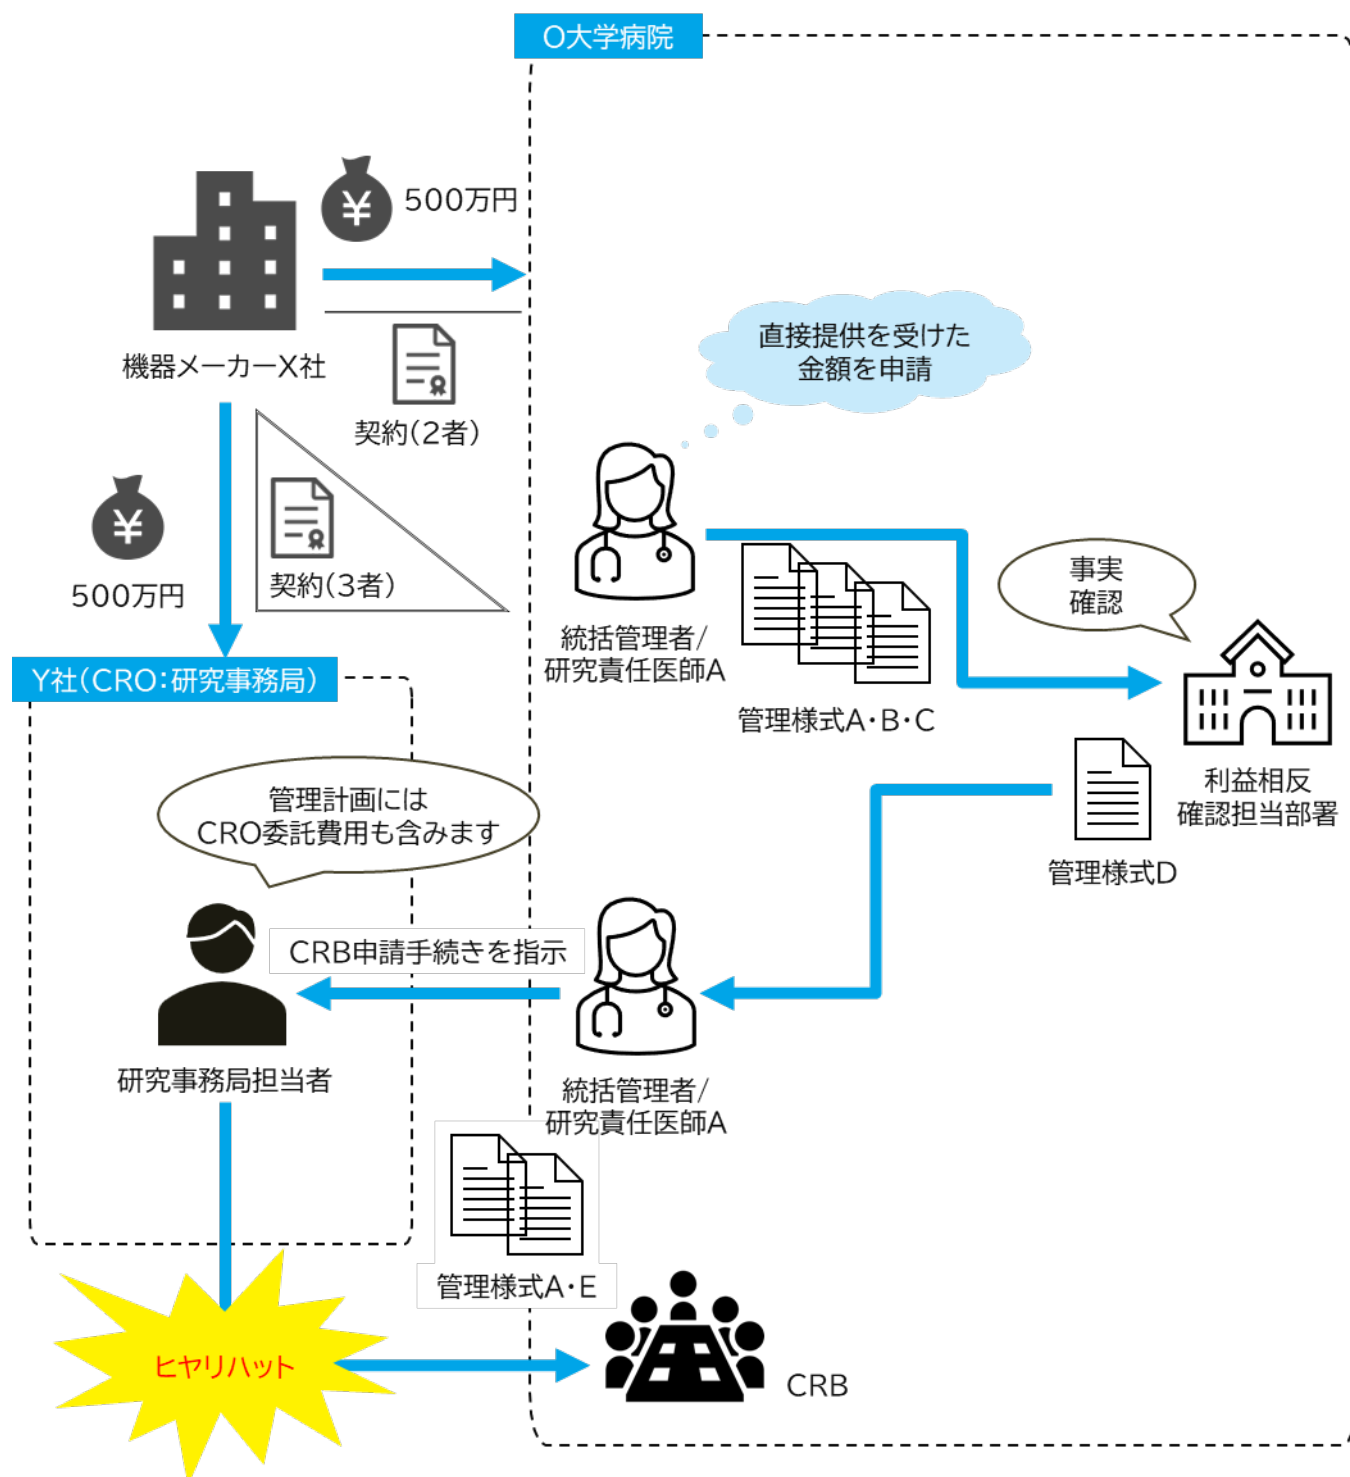 O大学病院
500万円
機器メーカーX社
契約(2者)
直接提供を受けた
金額を申請
500万円
契約(3者)
事実
確認
統括管理者/
研究責任医師A
Y社(CRO:研究事務局)
管理様式A・B・C
利益相反
確認担当部署
管理計画には
CRO委託費用も含みます
管理様式D
CRB申請手続きを指示
研究事務局担当者
統括管理者/
研究責任医師A
管理様式A・E
ヒヤリハット
CRB